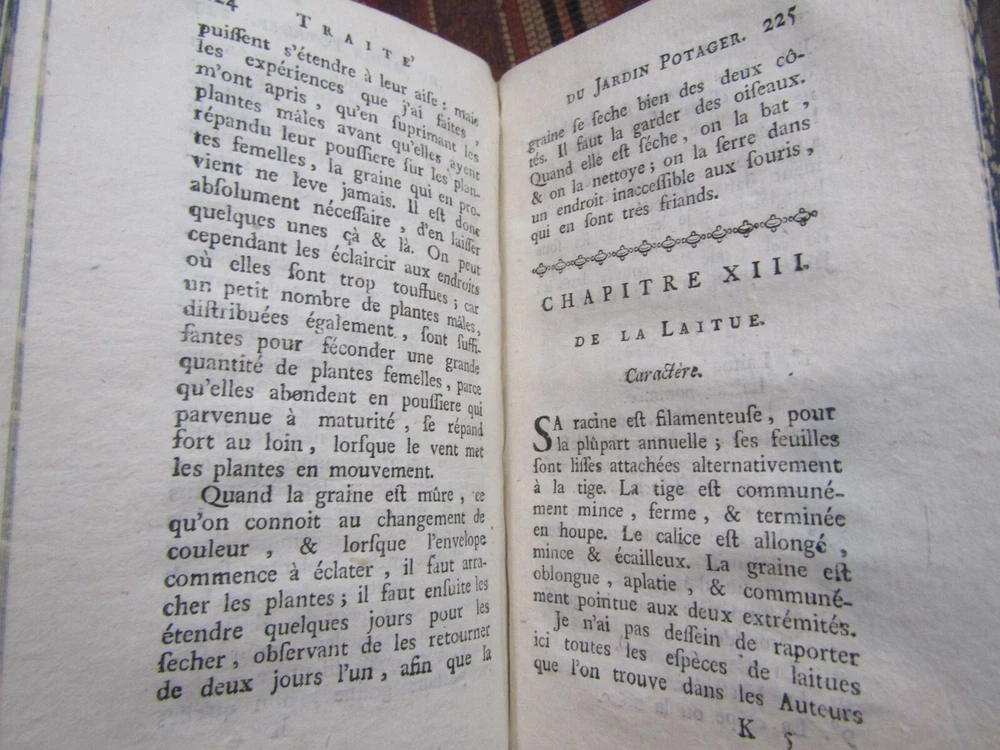 24
TRAITÉ
puiſſent s'étendre à leur aiſe : mais
les expériences que j'ai faites ,
m'ont apris , qu'en ſuprimant les
plantes mâles avant qu'elles ayent
répandu leur pouſſiere ſur les plan-
tes femelles, la graine qui en pro-
vient ne leve jamais. Il eſt donc
abſolument néceſſaire , d'en laiſſer
quelques unes çà & là. On peut
cependant les éclaircir aux endroits
où elles ſont trop touffues ; car
un petit nombre de plantes mâles,
diſtribuées également , ſont ſuffi-
ſantes pour féconder une grande
quantité de plantes femelles , parce
qu'elles abondent en pouſſiere qui
parvenue à maturité , ſe répand
fort au loin , lorſque le vent met
les plantes en mouvement.
Quand la graine eſt mûre , ce
qu'on connoit au changement de
couleur , & lorſque l'envelope
commence à éclater , il faut arra-
cher les plantes ; il faut enſuite les
étendre quelques jours pour les
ſecher , obſervant de les retourner
de deux jours l'un , afin que la
DU JARDIN POTAGER. 225
graine ſe ſeche bien des deux cô-
tés. Il faut la garder des oiſeaux.
Quand elle eſt ſéche , on la bat ,
& on la nettoye ; on la ſerre dans
un endroit inacceſſible aux ſouris ,
qui en ſont très friands.
CHAPITRE XIII.
DE LA LAITUE.
Caractère.
SA racine eſt filamenteuſe , pour
la plûpart annuelle ; ſes feuilles
ſont liſſes attachées alternativement
à la tige. La tige eſt communé-
ment mince , ferme , & terminée
en houpe. Le calice eſt allongé ,
mince & écailleux. La graine eſt
oblongue , aplatie , & communé-
ment pointue aux deux extrémités.
Je n'ai pas deſſein de raporter
ici toutes les eſpèces de laitues
que l'on trouve dans les Auteurs
K 5